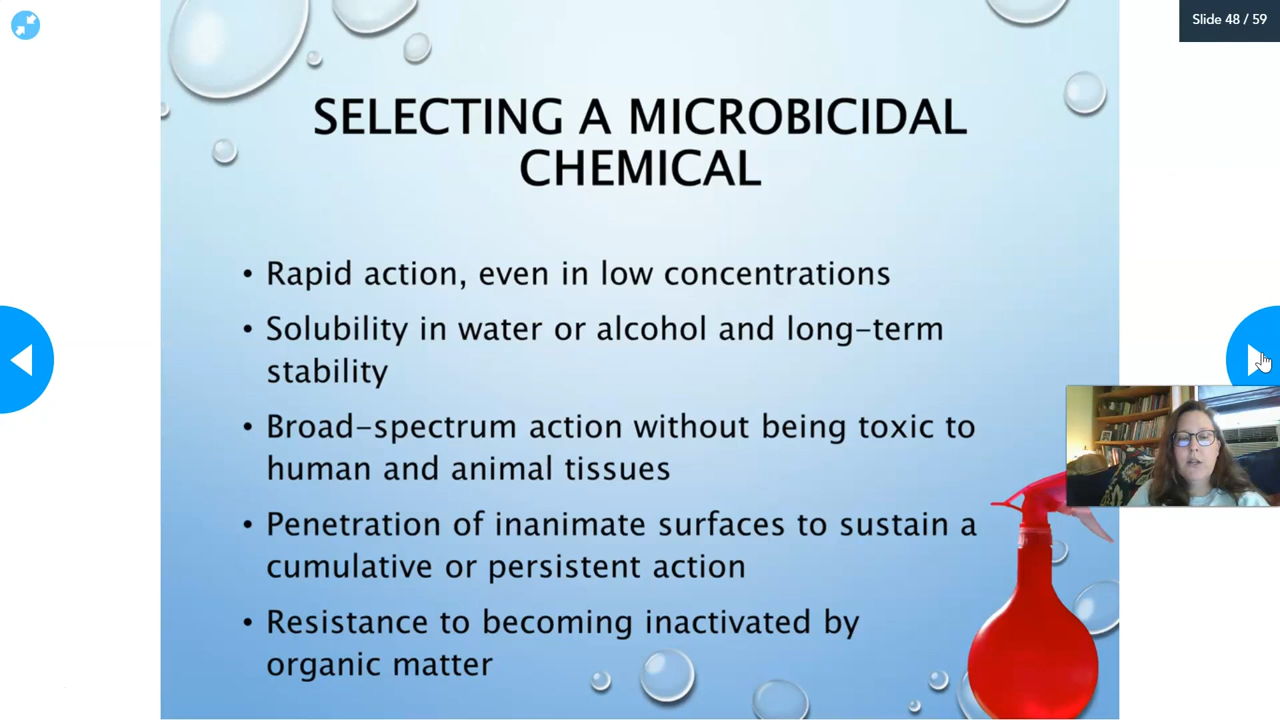 Slide 48 / 59
SELECTING A MICROBICIDAL
CHEMICAL
• Rapid action, even in low concentrations
• Solubility in water or alcohol and long-term
stability
• Broad-spectrum action without being toxic to
human and animal tissues
• Penetration of inanimate surfaces to sustain a
cumulative or persistent action
• Resistance to becoming inactivated by
organic matter